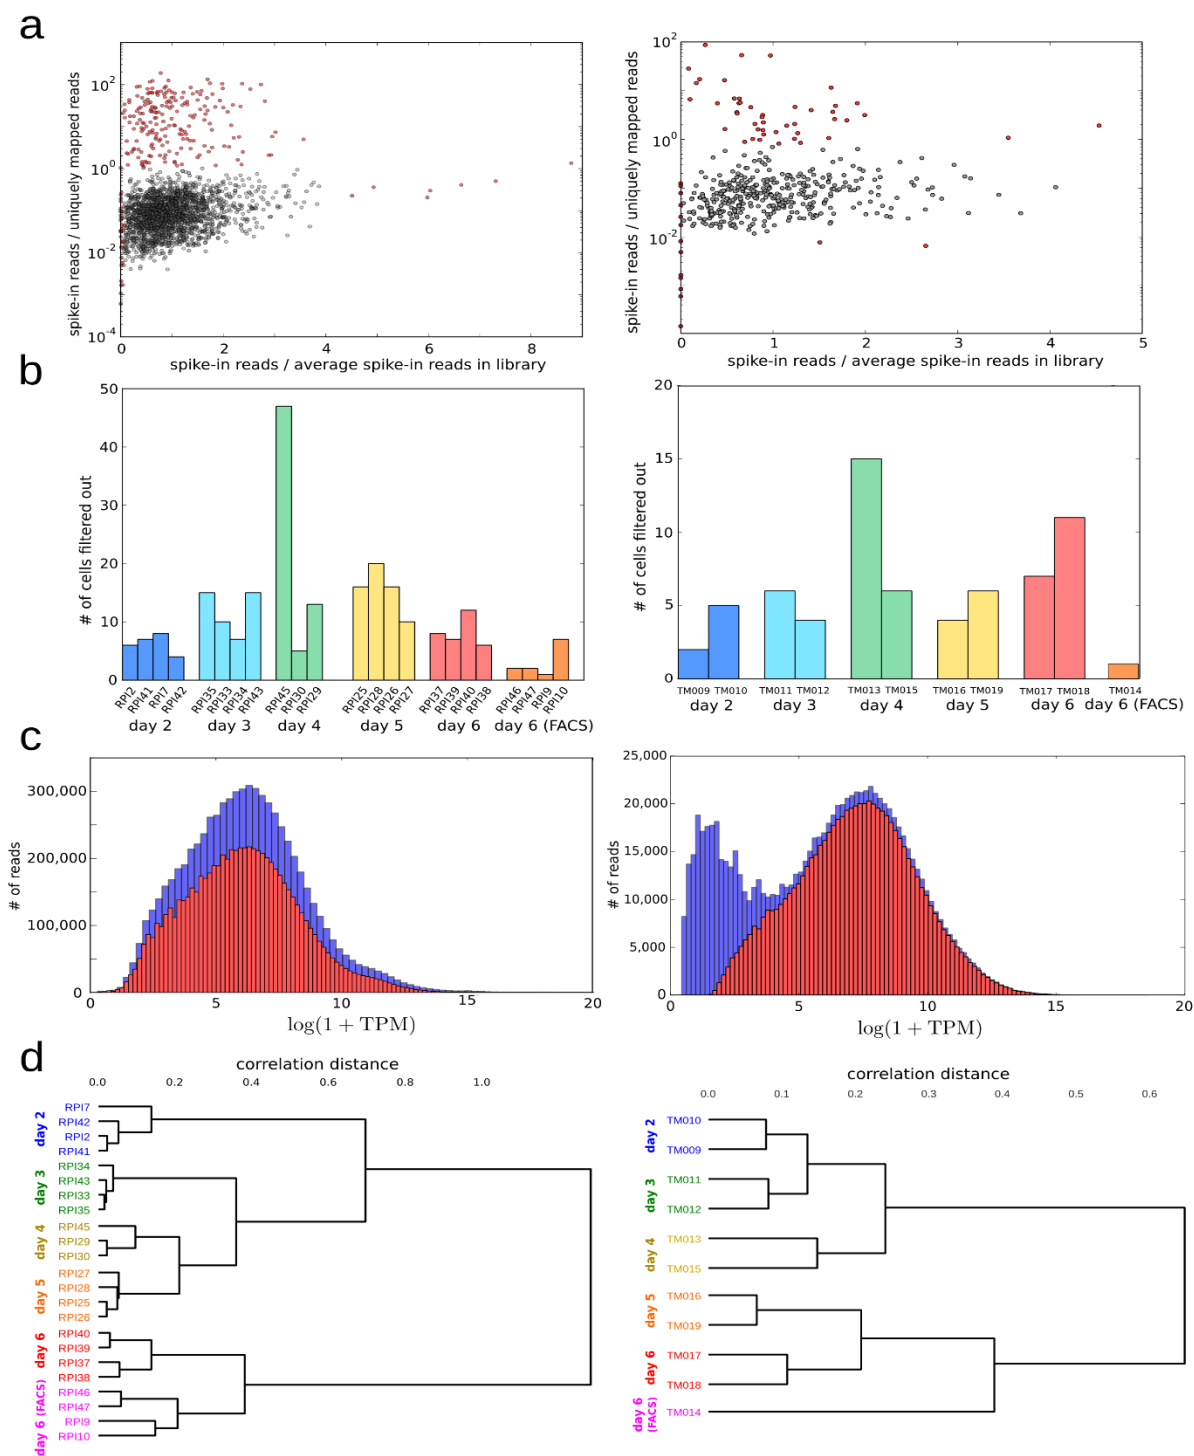 a
spike-in reads / uniquely mapped reads
10²
10⁰
10⁻²
10⁻⁴
0 2 4 6 8
spike-in reads / average spike-in reads in library
spike-in reads / uniquely mapped reads
10²
10⁰
10⁻²
0 1 2 3 4 5
spike-in reads / average spike-in reads in library
b
# of cells filtered out
50
40
30
20
10
0
RPI2 RPI41 RPI7 RPI42 RPI35 RPI33 RPI34 RPI43 RPI45 RPI30 RPI29 RPI25 RPI28 RPI26 RPI27 RPI37 RPI39 RPI40 RPI38 RPI46 RPI47 RPI9 RPI10
day 2 day 3 day 4 day 5 day 6 day 6 (FACS)
# of cells filtered out
20
15
10
5
0
TM009 TM010 TM011 TM012 TM013 TM015 TM016 TM019 TM017 TM018 TM014
day 2 day 3 day 4 day 5 day 6 day 6 (FACS)
c
# of reads
300,000
200,000
100,000
0
0 5 10 15 20
log(1 + TPM)
# of reads
25,000
20,000
15,000
10,000
5,000
0
0 5 10 15 20
log(1 + TPM)
d
correlation distance
0.0 0.2 0.4 0.6 0.8 1.0
day 2
RPI7
RPI42
RPI2
RPI41
day 3
RPI34
RPI43
RPI33
RPI35
day 4
RPI45
RPI29
RPI30
day 5
RPI27
RPI28
RPI25
RPI26
day 6
RPI40
RPI39
RPI37
RPI38
day 6 (FACS)
RPI46
RPI47
RPI9
RPI10
correlation distance
0.0 0.1 0.2 0.3 0.4 0.5 0.6
day 2
TM010
TM009
day 3
TM011
TM012
day 4
TM013
TM015
day 5
TM016
TM019
day 6
TM017
TM018
day 6
(FACS)
TM014